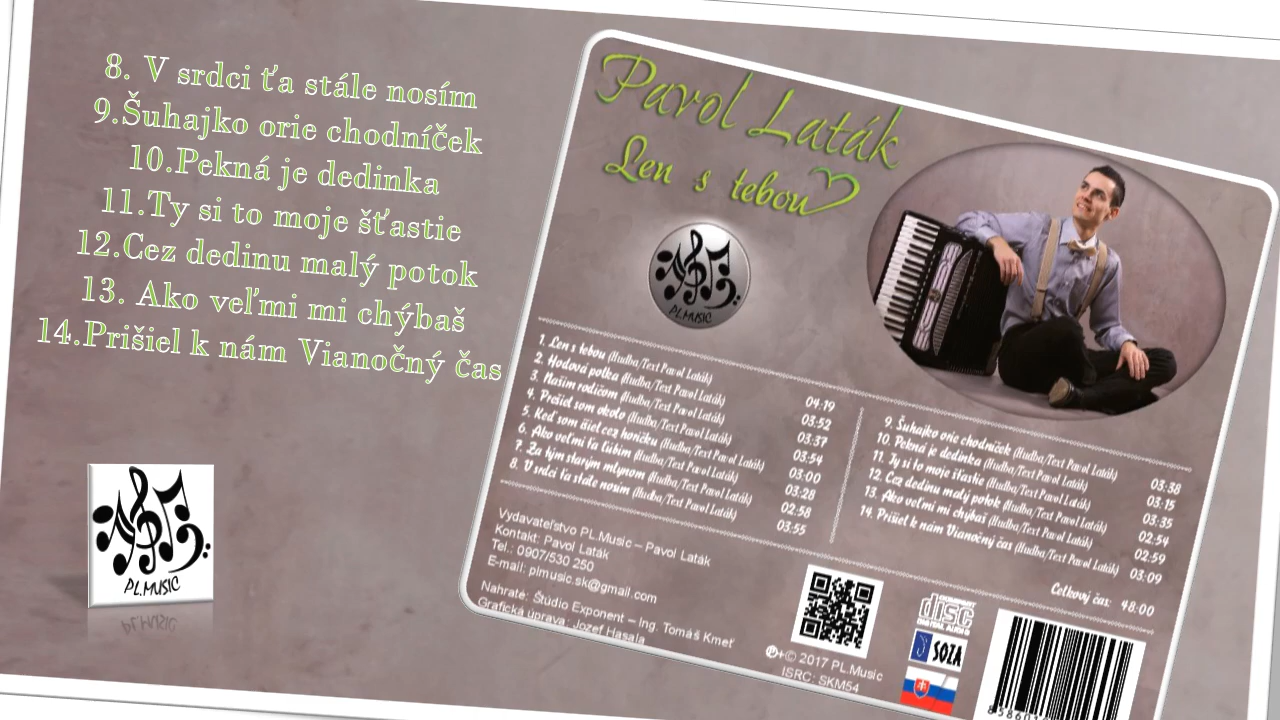 8. V srdci ťa stále nosím
9.Šuhajko orie chodníček
10.Pekná je dedinka
11.Ty si to moje šťastie
12.Cez dedinu malý potok
13. Ako veľmi mi chýbaš
14.Prišiel k nám Vianočný čas
PL.MUSIC
Pavol Laták
Len s tebou
PL.MUSIC
1. Len s tebou (Hudba/Text Pavol Laták) 04:19
2. Hodová polka (Hudba/Text Pavol Laták) 03:52
3. Našim rodičom (Hudba/Text Pavol Laták) 03:37
4. Prešiel som okolo (Hudba/Text Pavol Laták) 03:54
5. Keď som išiel cez horičku (Hudba/Text Pavol Laták) 03:00
6. Ako veľmi ťa ľúbim (Hudba/Text Pavol Laták) 03:28
7. Za tým starým mlynom (Hudba/Text Pavol Laták) 02:58
8. V srdci ťa stále nosím (Hudba/Text Pavol Laták) 03:55
9. Šuhajko orie chodníček (Hudba/Text Pavol Laták) 03:38
10. Pekná je dedinka (Hudba/Text Pavol Laták) 03:15
11. Ty si to moje šťastie (Hudba/Text Pavol Laták) 03:35
12. Cez dedinu malý potok (Hudba/Text Pavol Laták) 02:54
13. Ako veľmi mi chýbaš (Hudba/Text Pavol Laták) 02:59
14. Prišiel k nám Vianočný čas (Hudba/Text Pavol Laták) 03:09
Celkový čas: 48:00
Vydavateľstvo PL.Music – Pavol Laták
Kontakt: Pavol Laták
Tel.: 0907/530 250
E-mail: plmusic.sk@gmail.com
Nahraté: Štúdio Exponent – Ing. Tomáš Kmeť
Grafická úprava: Jozef Hasala
℗+© 2017 PL.Music
ISRC: SKM54
COMPACT
disc
DIGITAL AUDIO
SOZA